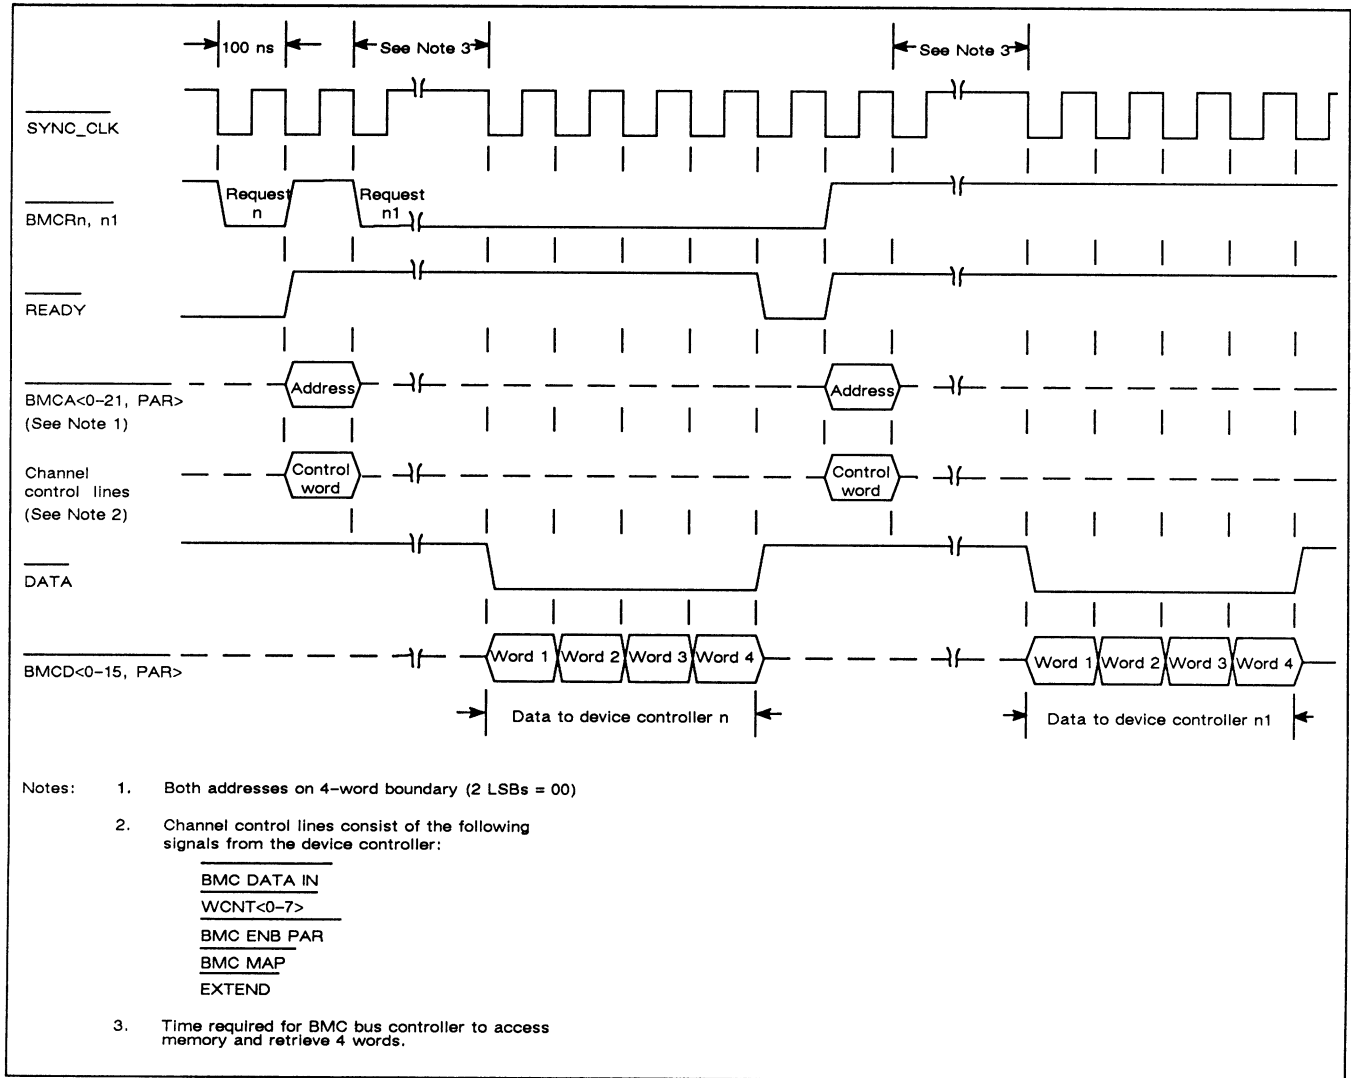 100 ns
See Note 3
See Note 3
SYNC_CLK
Request
n
Request
n1
BMCRn, n1
READY
BMCA<0-21, PAR>
(See Note 1)
Address
Address
Channel
control lines
(See Note 2)
Control
word
Control
word
DATA
BMCD<0-15, PAR>
Word 1 Word 2 Word 3 Word 4
Word 1 Word 2 Word 3 Word 4
Data to device controller n
Data to device controller n1
Notes: 1. Both addresses on 4-word boundary (2 LSBs = 00)
2. Channel control lines consist of the following
signals from the device controller:
BMC DATA IN
WCNT<0-7>
BMC ENB PAR
BMC MAP
EXTEND
3. Time required for BMC bus controller to access
memory and retrieve 4 words.